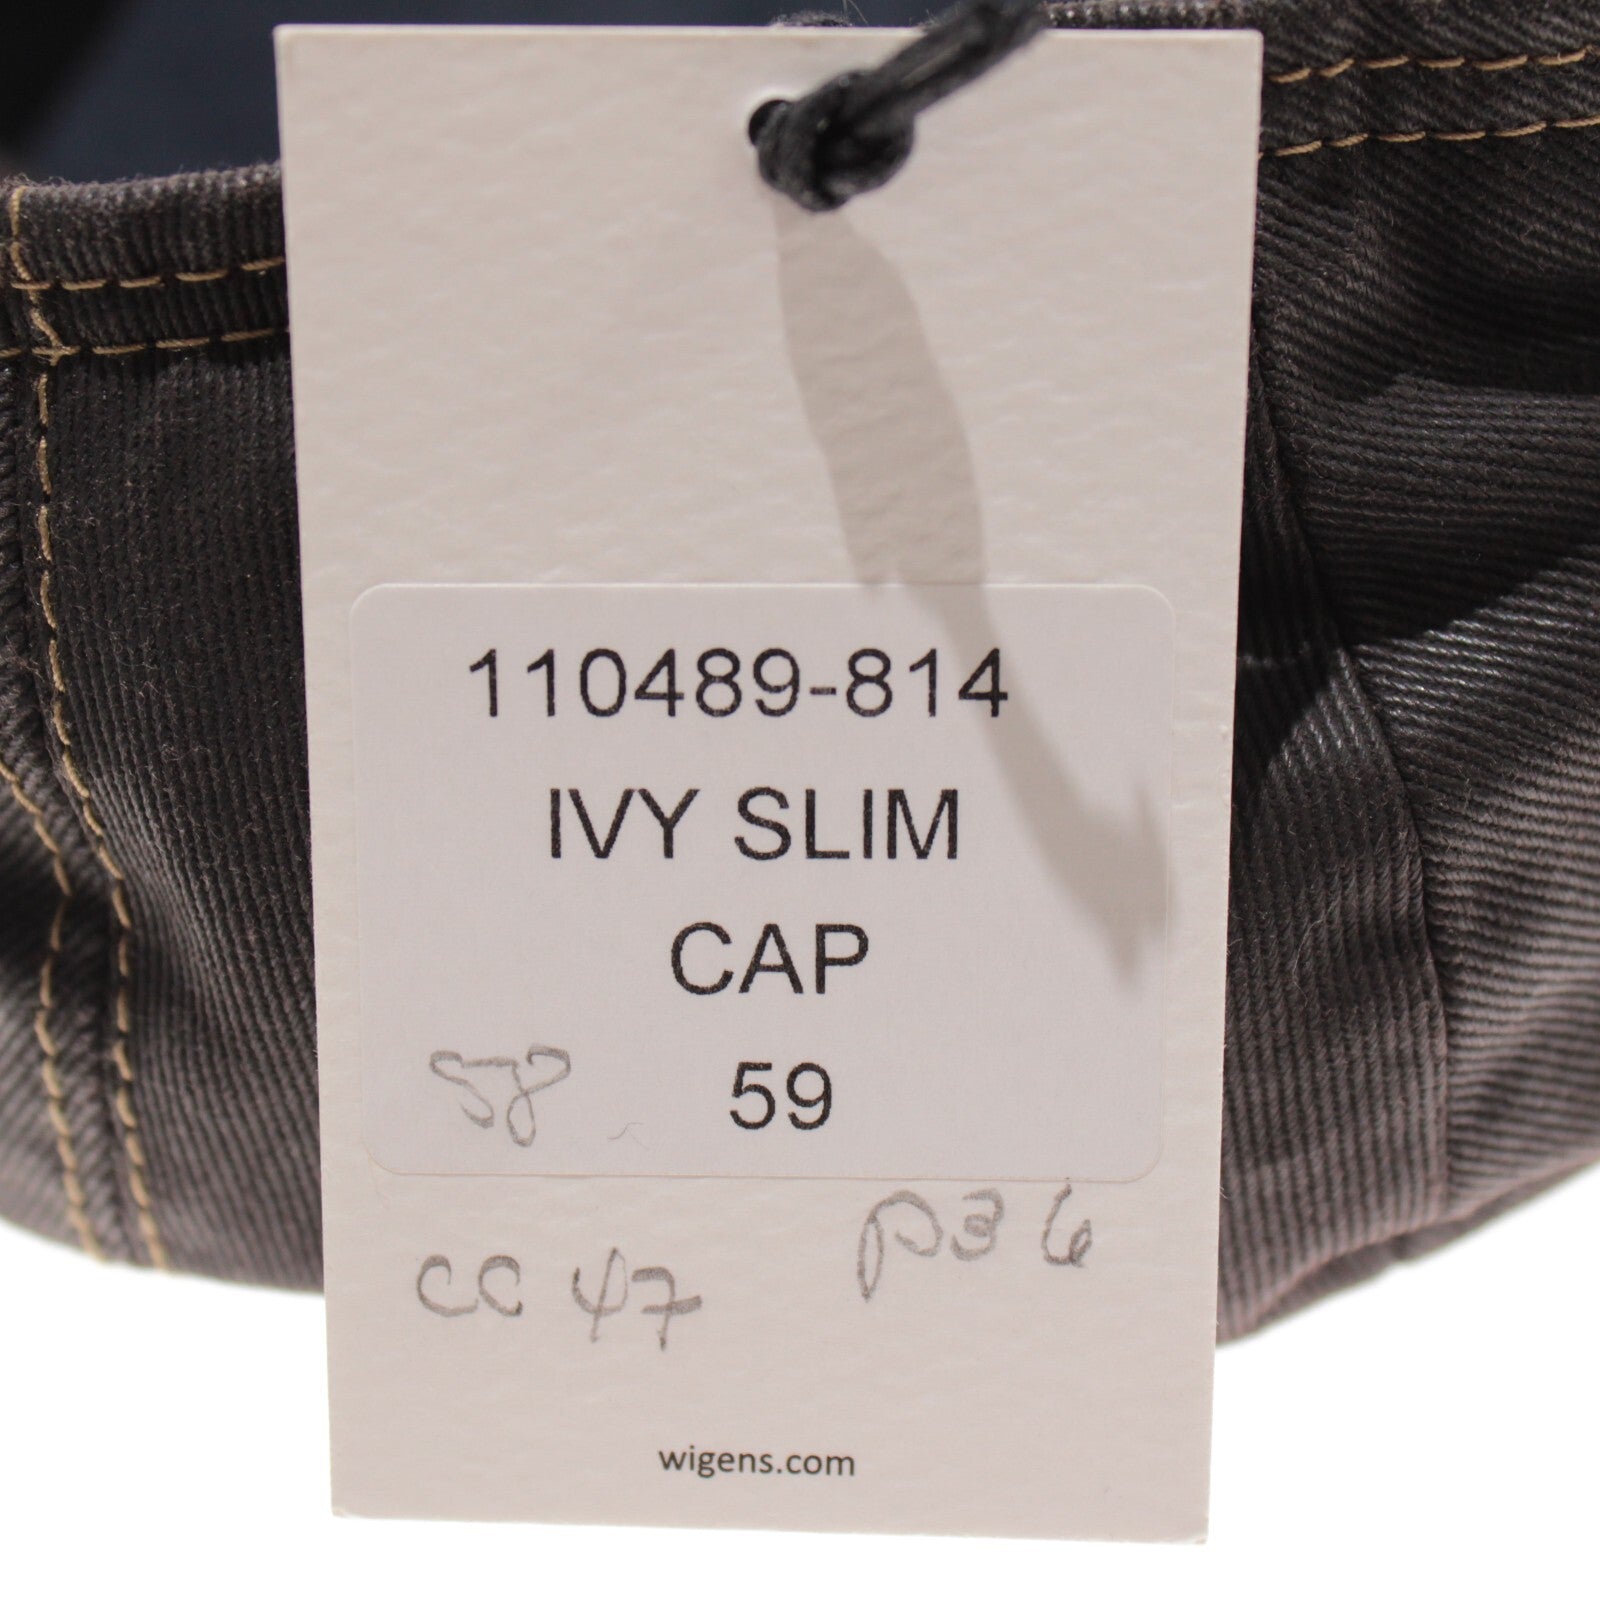 110489-814
IVY SLIM
CAP
58 59
p36
CC 47
wigens.com